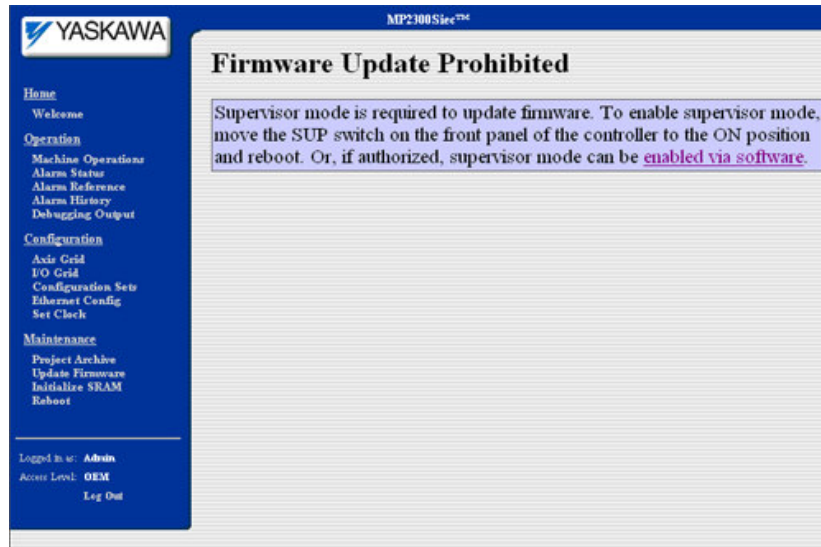 YASKAWA
MP2300Siec™
Firmware Update Prohibited
Supervisor mode is required to update firmware. To enable supervisor mode,
move the SUP switch on the front panel of the controller to the ON position
and reboot. Or, if authorized, supervisor mode can be enabled via software.
Home
Welcome
Operation
Machine Operations
Alarm Status
Alarm Reference
Alarm History
Debugging Output
Configuration
Axis Grid
I/O Grid
Configuration Sets
Ethernet Config
Set Clock
Maintenance
Project Archive
Update Firmware
Initialize SRAM
Reboot
Logged in as: Admin
Access Level: OEM
Log Out